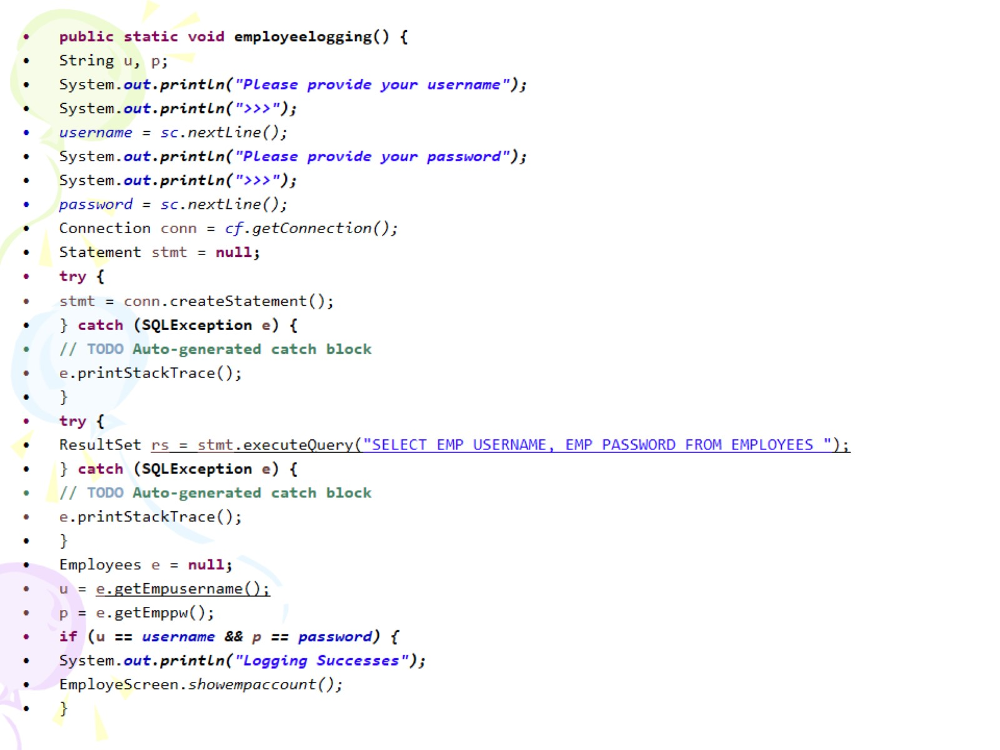 • public static void employeelogging() {
• String u, p;
• System.out.println("Please provide your username");
• System.out.println(">>>");
• username = sc.nextLine();
• System.out.println("Please provide your password");
• System.out.println(">>>");
• password = sc.nextLine();
• Connection conn = cf.getConnection();
• Statement stmt = null;
• try {
• stmt = conn.createStatement();
• } catch (SQLException e) {
• // TODO Auto-generated catch block
• e.printStackTrace();
• }
• try {
• ResultSet rs = stmt.executeQuery("SELECT EMP_USERNAME, EMP_PASSWORD FROM EMPLOYEES ");
• } catch (SQLException e) {
• // TODO Auto-generated catch block
• e.printStackTrace();
• }
• Employees e = null;
• u = e.getEmpusername();
• p = e.getEmppw();
• if (u == username && p == password) {
• System.out.println("Logging Successes");
• EmployeScreen.showempaccount();
• }